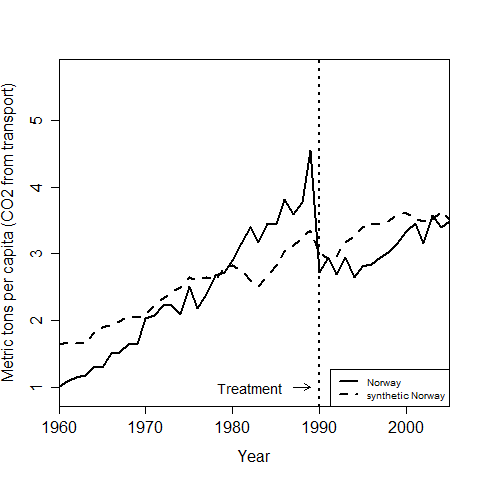 Metric tons per capita (CO2 from transport)
5
4
3
2
1
Treatment
Norway
synthetic Norway
1960 1970 1980 1990 2000
Year